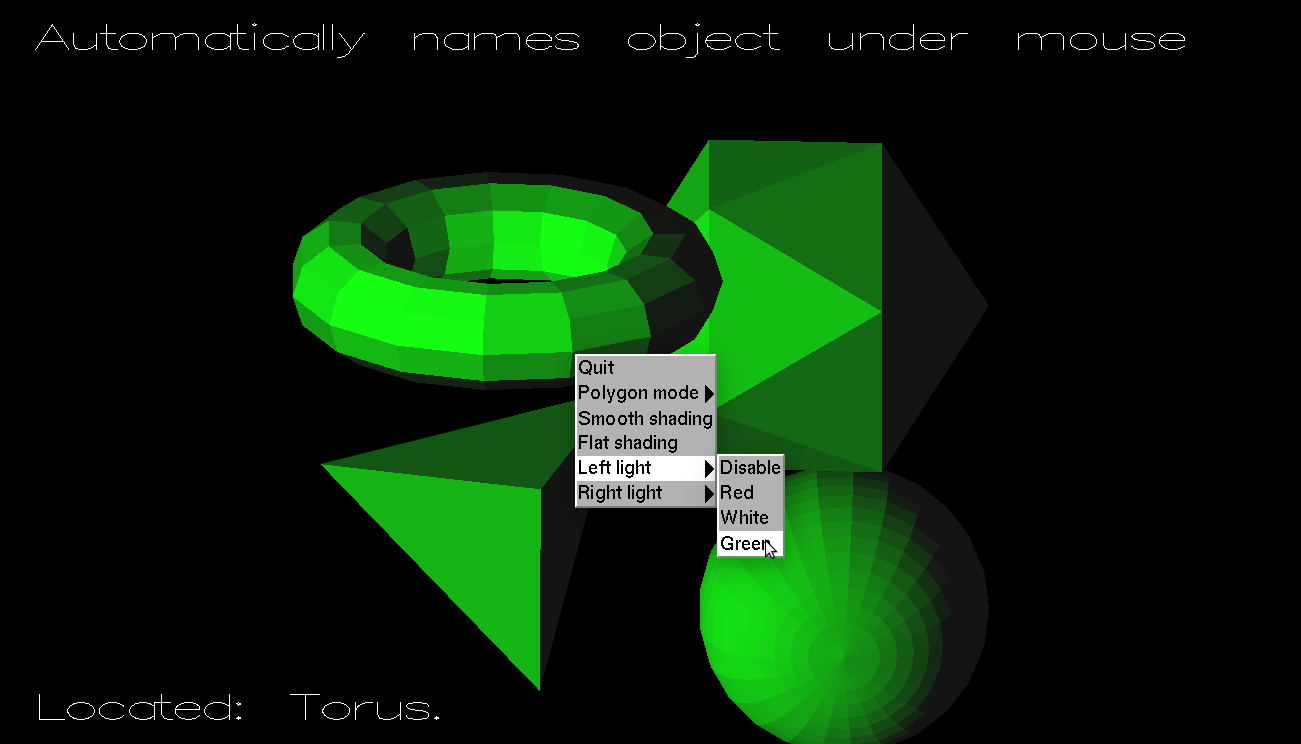 Automatically names object under mouse
Quit
Polygon mode
Smooth shading
Flat shading
Left light
Right light
Disable
Red
White
Green
Located: Torus.